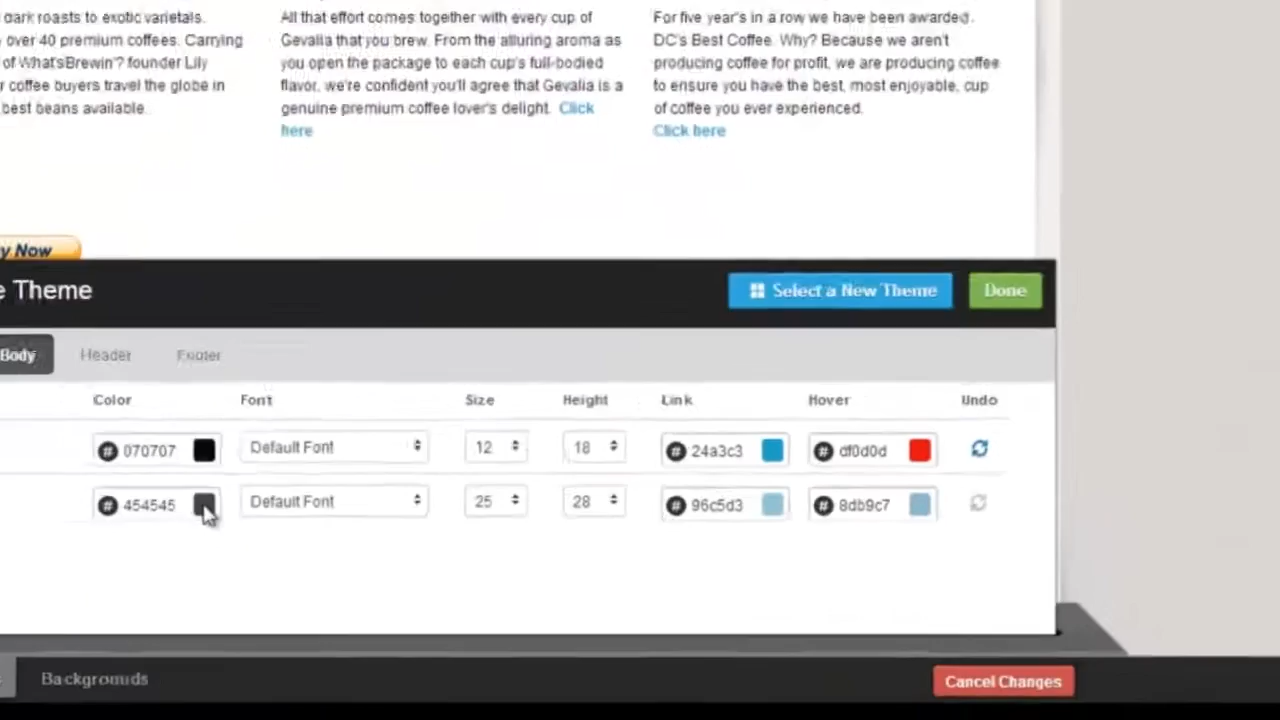 dark roasts to exotic varietals.
over 40 premium coffees. Carrying
of What'sBrewin'? founder Lily
coffee buyers travel the globe in
best beans available.
All that effort comes together with every cup of
Gevalia that you brew. From the alluring aroma as
you open the package to each cup's full-bodied
flavor, we're confident you'll agree that Gevalia is a
genuine premium coffee lover's delight. Click
here
For five year's in a row we have been awarded
DC's Best Coffee. Why? Because we aren't
producing coffee for profit, we are producing coffee
to ensure you have the best, most enjoyable, cup
of coffee you ever experienced.
Click here
y Now
e Theme
Select a New Theme
Done
Body Header Footer
Color Font Size Height Link Hover Undo
# 070707 Default Font 12 18 # 24a3c3 # df0d0d
# 454545 Default Font 25 28 # 96c5d3 # 8db9c7
Backgrounds
Cancel Changes